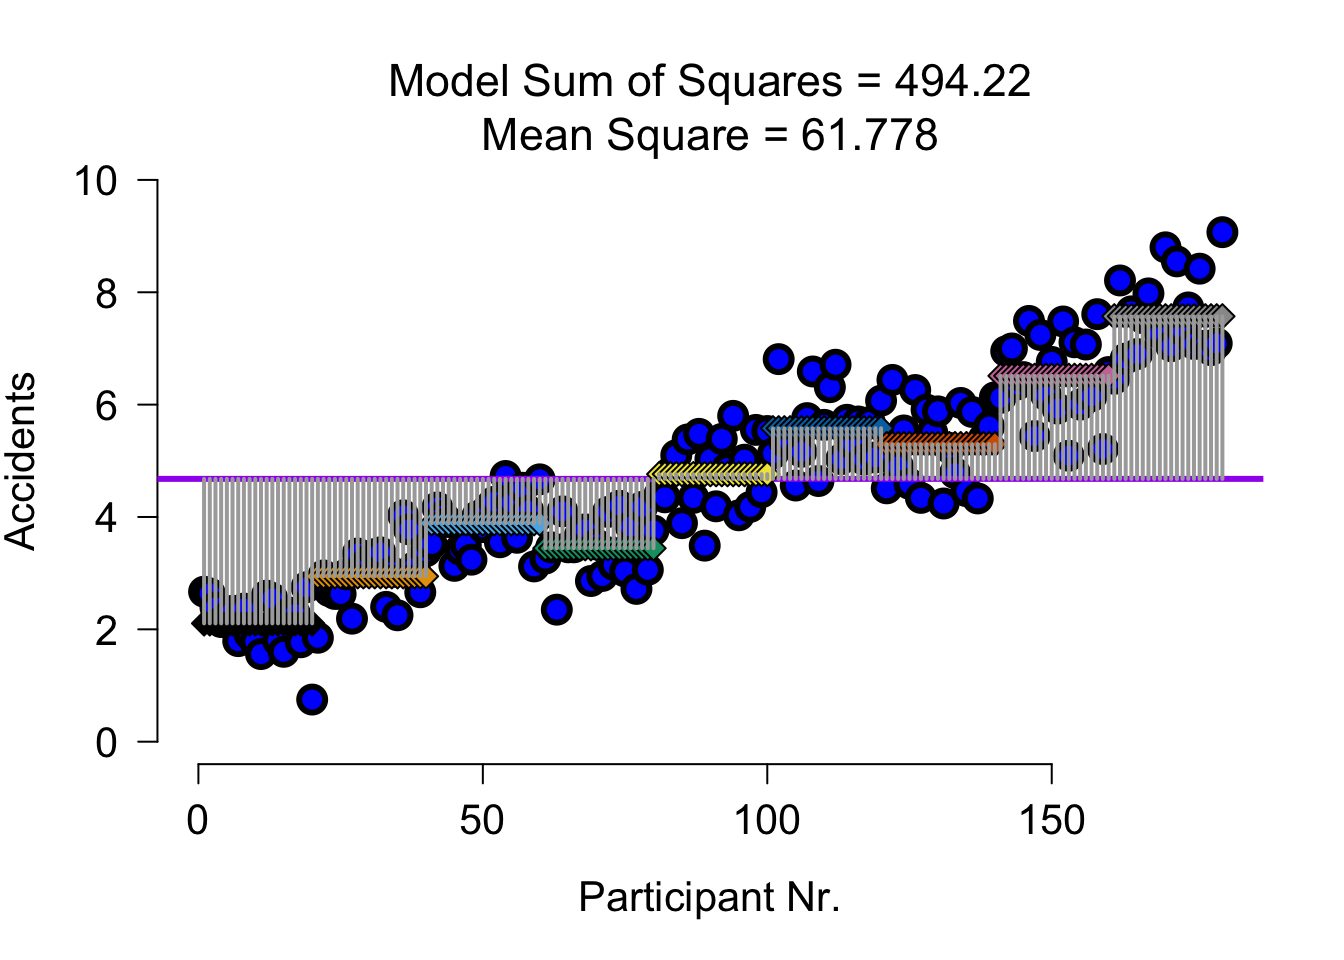 Model Sum of Squares = 494.22
Mean Square = 61.778
10
8
6
4
2
0
Accidents
0 50 100 150
Participant Nr.